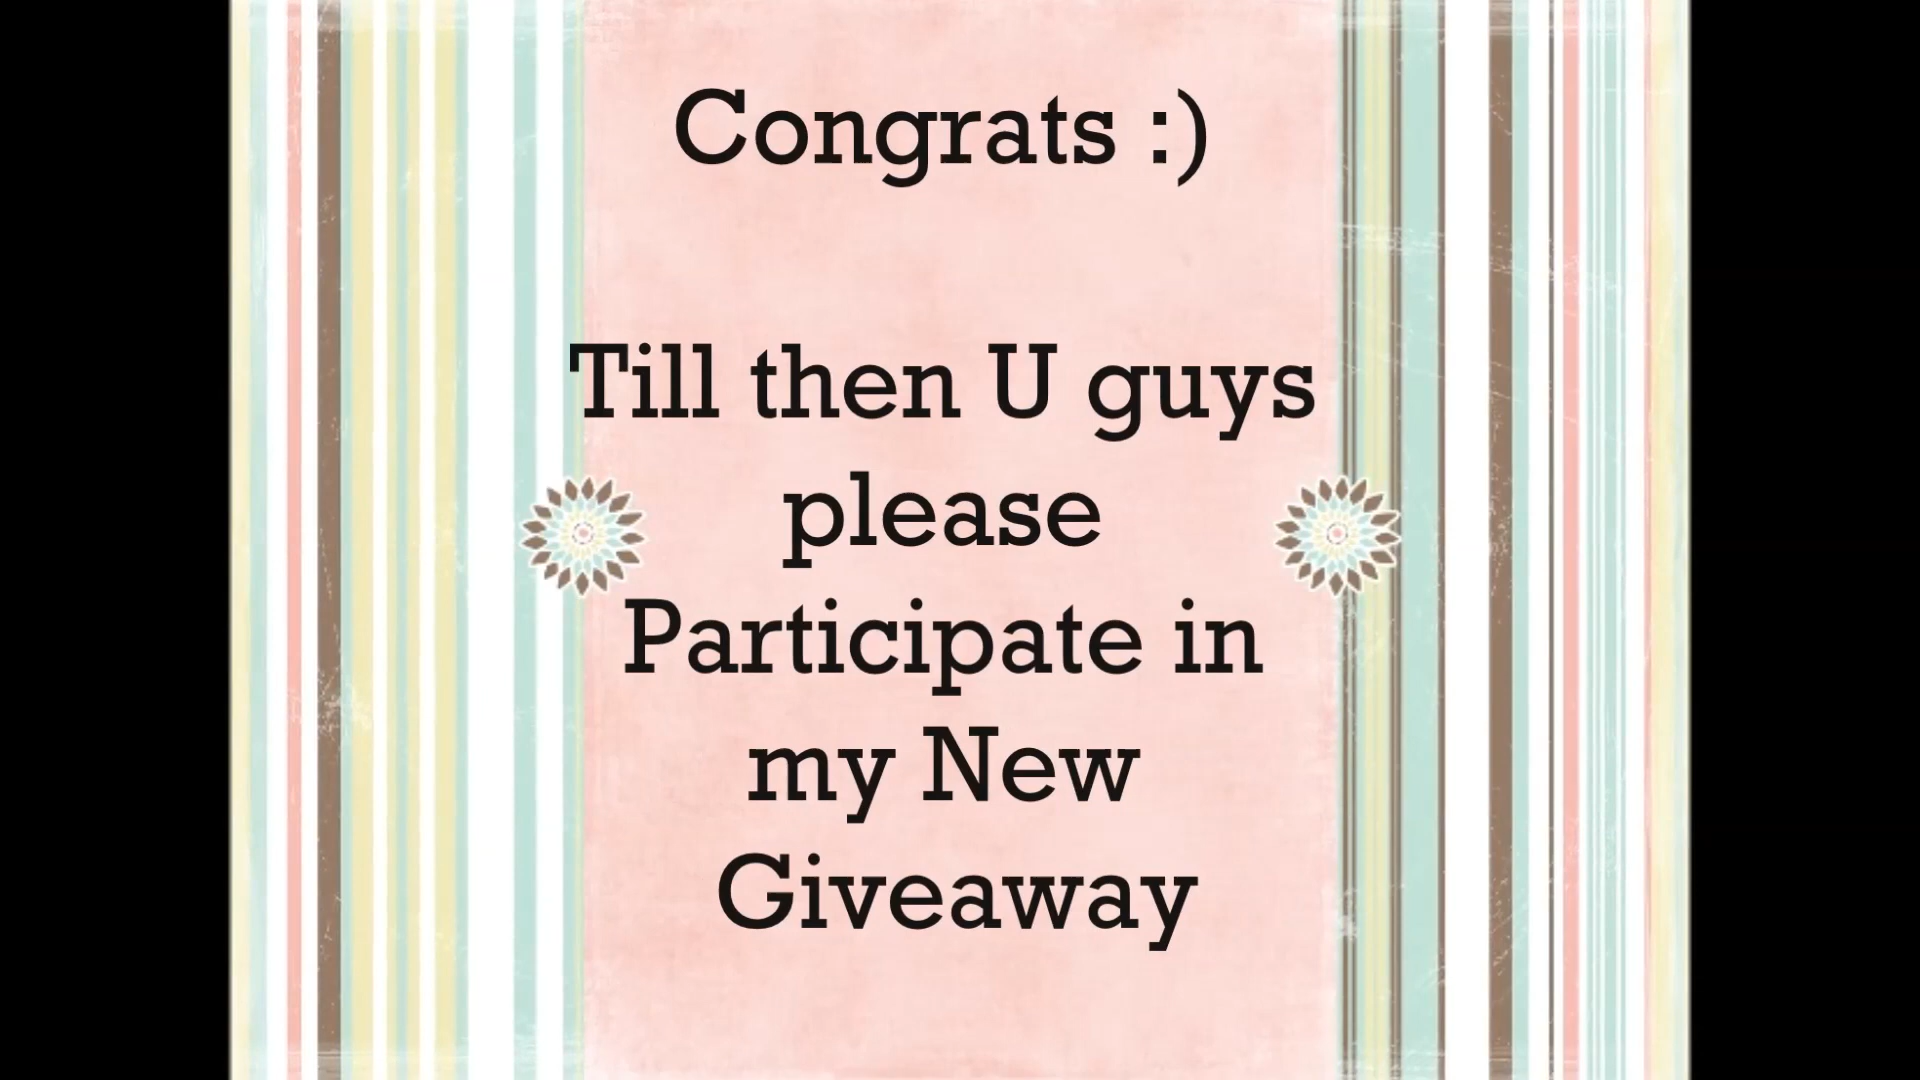 Congrats :)
Till then U guys
please
Participate in
my New
Giveaway